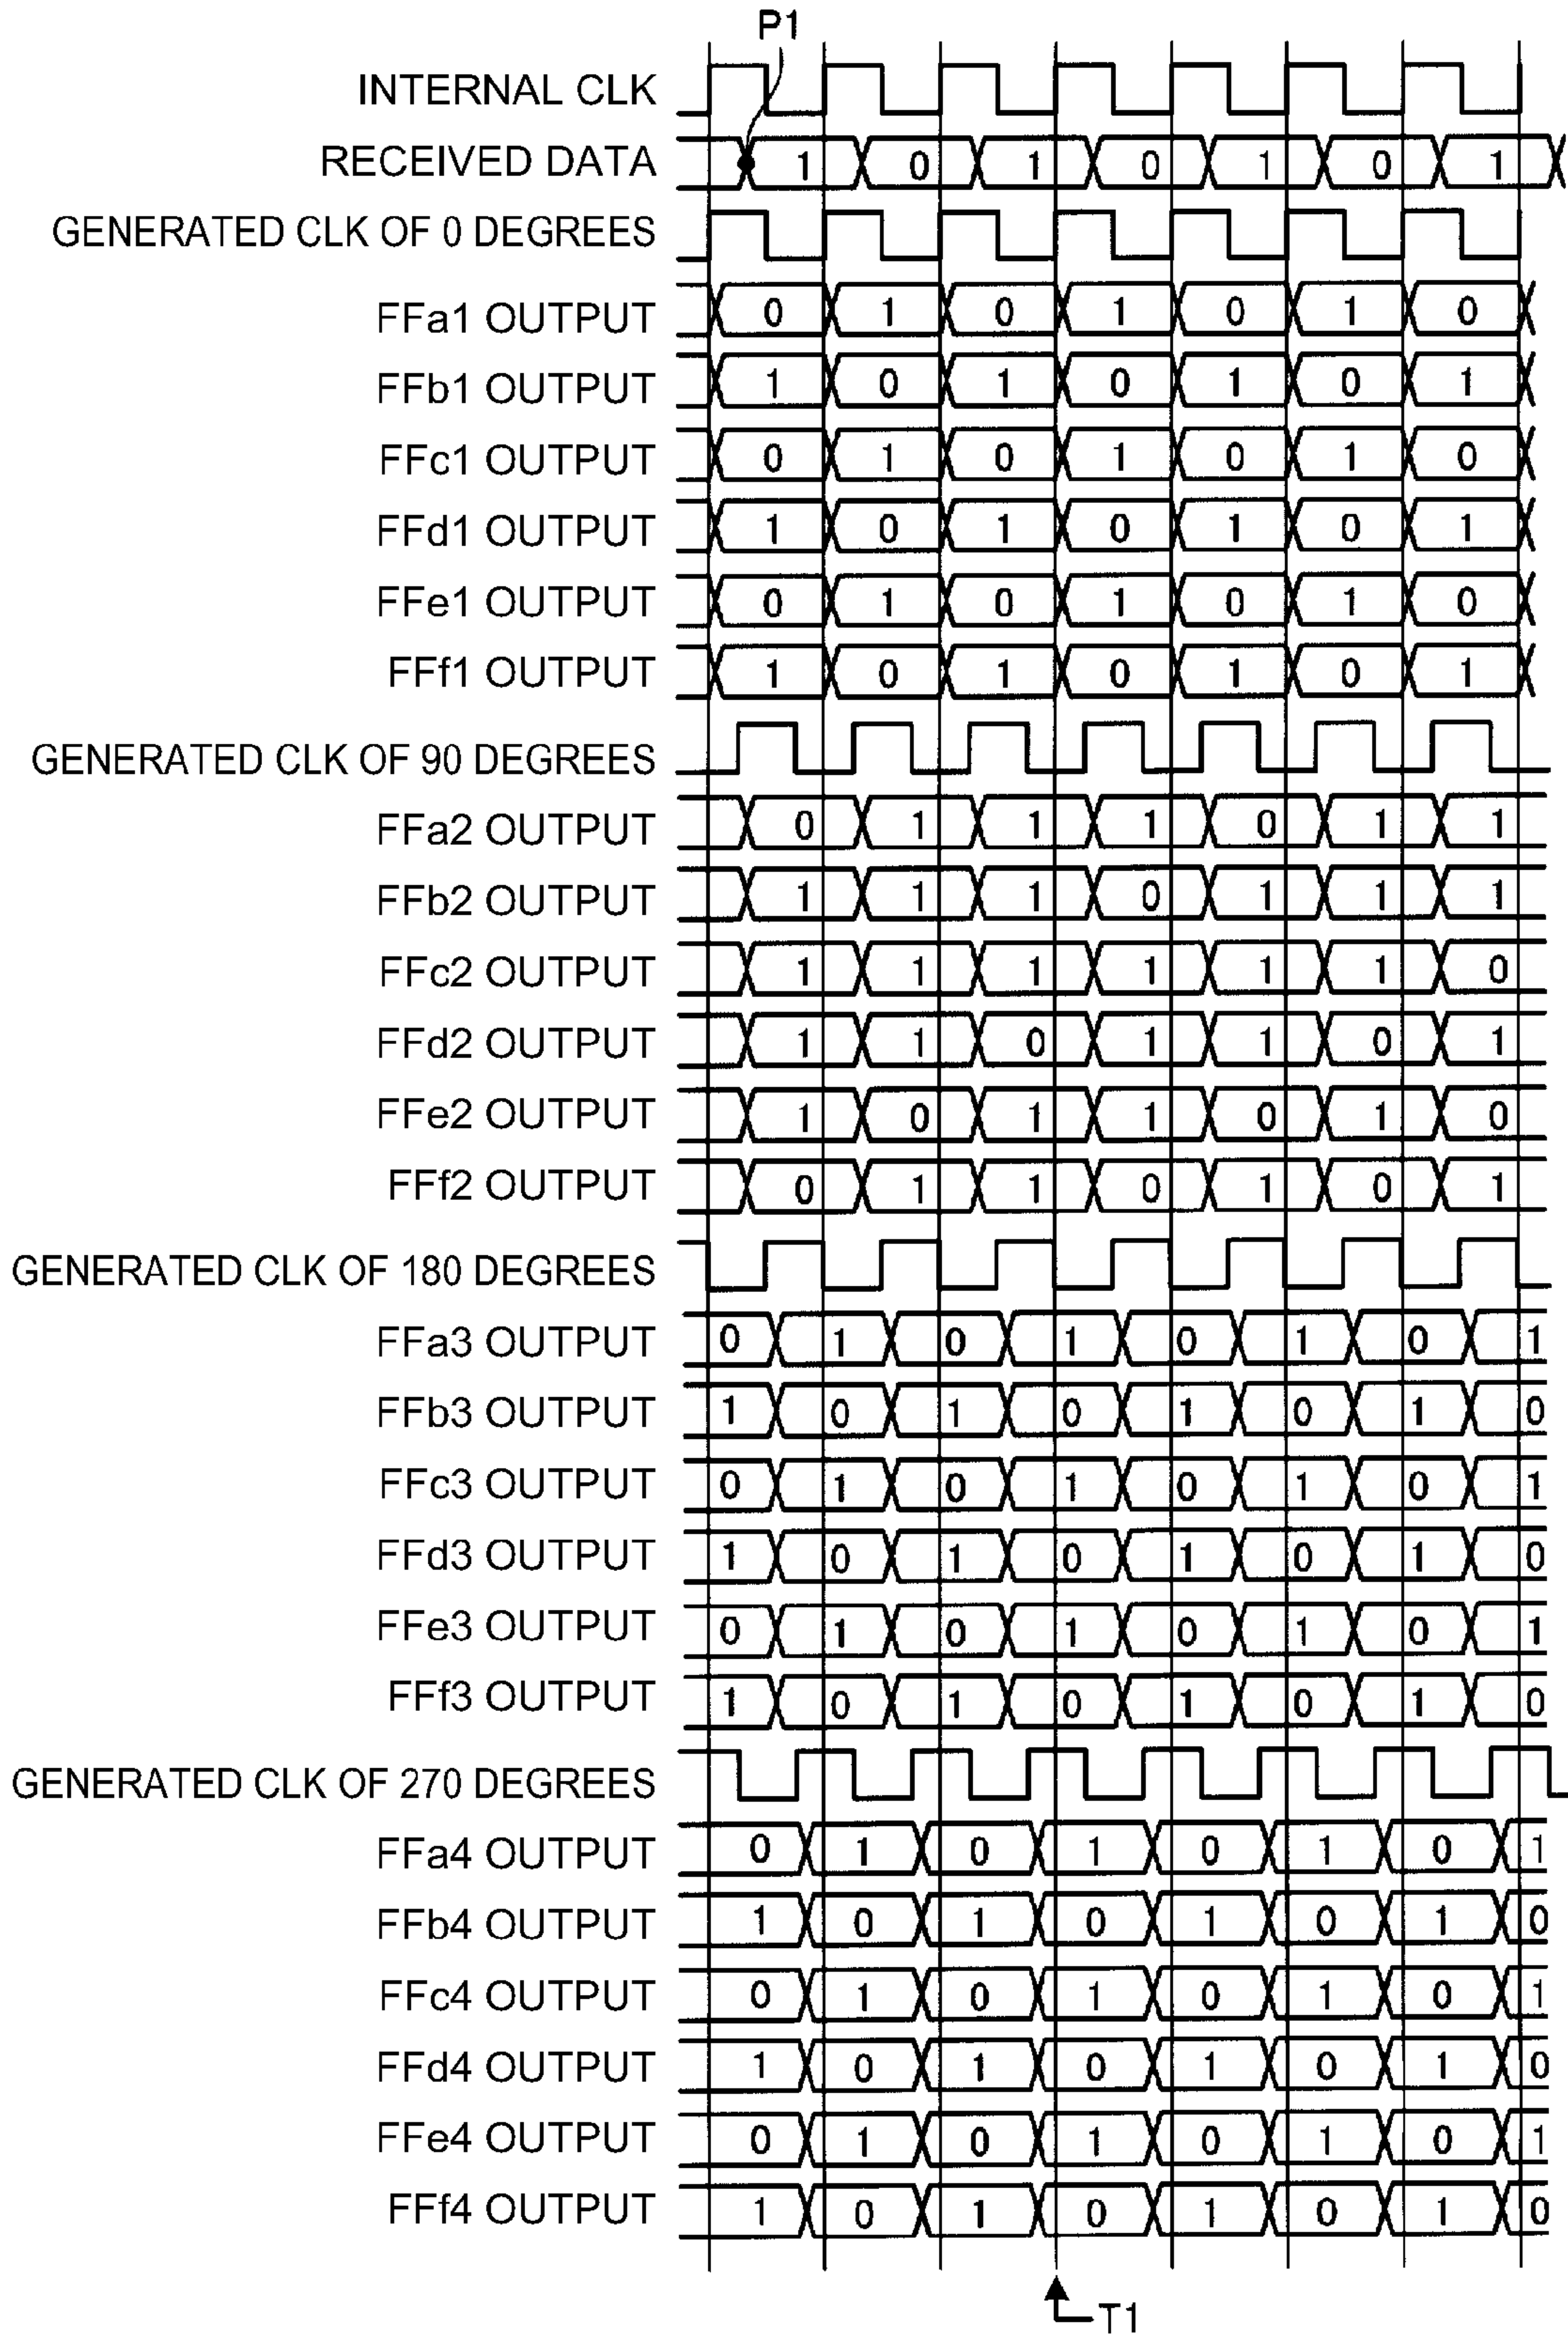 P1
INTERNAL CLK
RECEIVED DATA 1 0 1 0 1 0 1
GENERATED CLK OF 0 DEGREES
FFa1 OUTPUT 0 1 0 1 0 1 0
FFb1 OUTPUT 1 0 1 0 1 0 1
FFc1 OUTPUT 0 1 0 1 0 1 0
FFd1 OUTPUT 1 0 1 0 1 0 1
FFe1 OUTPUT 0 1 0 1 0 1 0
FFf1 OUTPUT 1 0 1 0 1 0 1
GENERATED CLK OF 90 DEGREES
FFa2 OUTPUT 0 1 1 1 0 1 1
FFb2 OUTPUT 1 1 1 0 1 1 1
FFc2 OUTPUT 1 1 1 1 1 1 0
FFd2 OUTPUT 1 1 0 1 1 0 1
FFe2 OUTPUT 1 0 1 1 0 1 0
FFf2 OUTPUT 0 1 1 0 1 0 1
GENERATED CLK OF 180 DEGREES
FFa3 OUTPUT 0 1 0 1 0 1 0 1
FFb3 OUTPUT 1 0 1 0 1 0 1 0
FFc3 OUTPUT 0 1 0 1 0 1 0 1
FFd3 OUTPUT 1 0 1 0 1 0 1 0
FFe3 OUTPUT 0 1 0 1 0 1 0 1
FFf3 OUTPUT 1 0 1 0 1 0 1 0
GENERATED CLK OF 270 DEGREES
FFa4 OUTPUT 0 1 0 1 0 1 0 1
FFb4 OUTPUT 1 0 1 0 1 0 1 0
FFc4 OUTPUT 0 1 0 1 0 1 0 1
FFd4 OUTPUT 1 0 1 0 1 0 1 0
FFe4 OUTPUT 0 1 0 1 0 1 0 1
FFf4 OUTPUT 1 0 1 0 1 0 1 0
T1